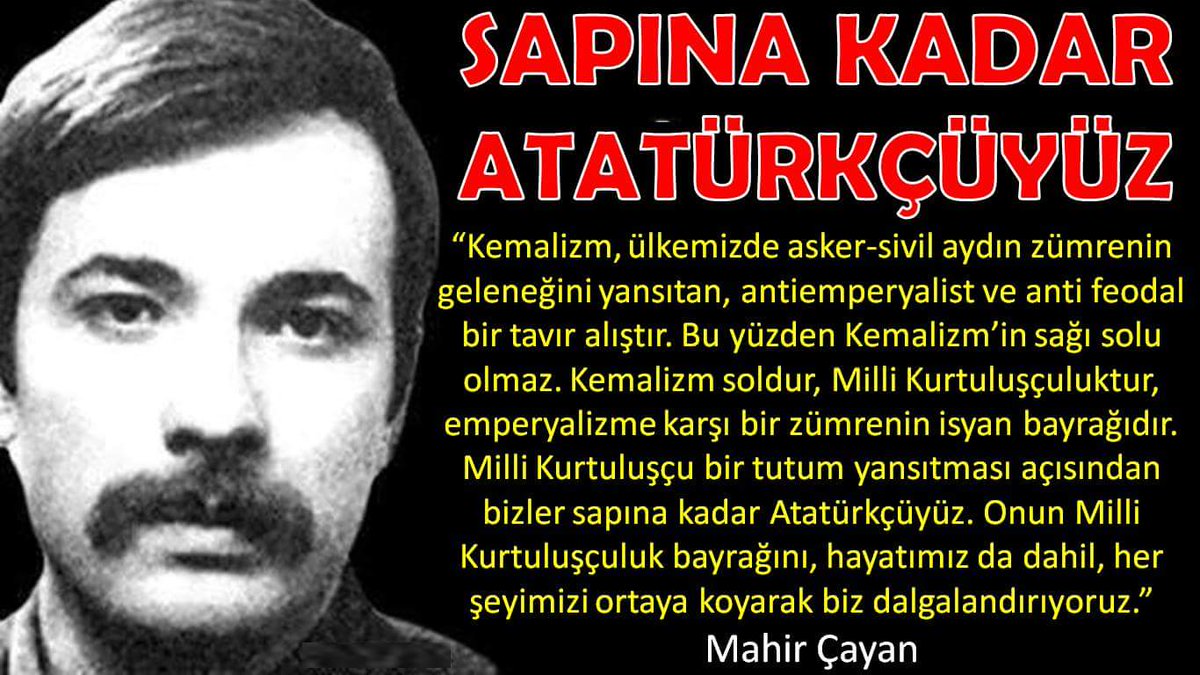 SAPINA KADAR
ATATÜRKÇÜYÜZ
“Kemalizm, ülkemizde asker-sivil aydın zümrenin
geleneğini yansıtan, antiemperyalist ve anti feodal
bir tavır alıştır. Bu yüzden Kemalizm’in sağı solu
olmaz. Kemalizm soldur, Milli Kurtuluşçuluktur,
emperyalizme karşı bir zümrenin isyan bayrağıdır.
Milli Kurtuluşçu bir tutum yansıtması açısından
bizler sapına kadar Atatürkçüyüz. Onun Milli
Kurtuluşçuluk bayrağını, hayatımız da dahil, her
şeyimizi ortaya koyarak biz dalgalandırıyoruz.”
Mahir Çayan